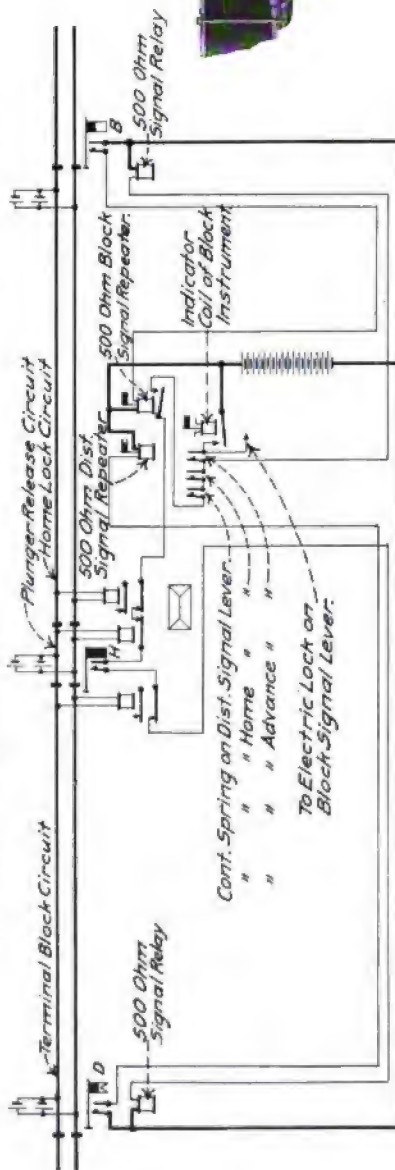 Terminal Block Circuit
Plunger Release Circuit
Home Lock Circuit
D
H
B
500 Ohm
Signal Relay
500 Ohm Dist.
Signal Repeater
500 Ohm Block
Signal Repeater
500 Ohm
Signal Relay
Indicator
Coil of Block
Instrument
Cont. Spring on Dist. Signal Lever.
" " " Home " "
" " " Advance " "
To Electric Lock on
Block Signal Lever.